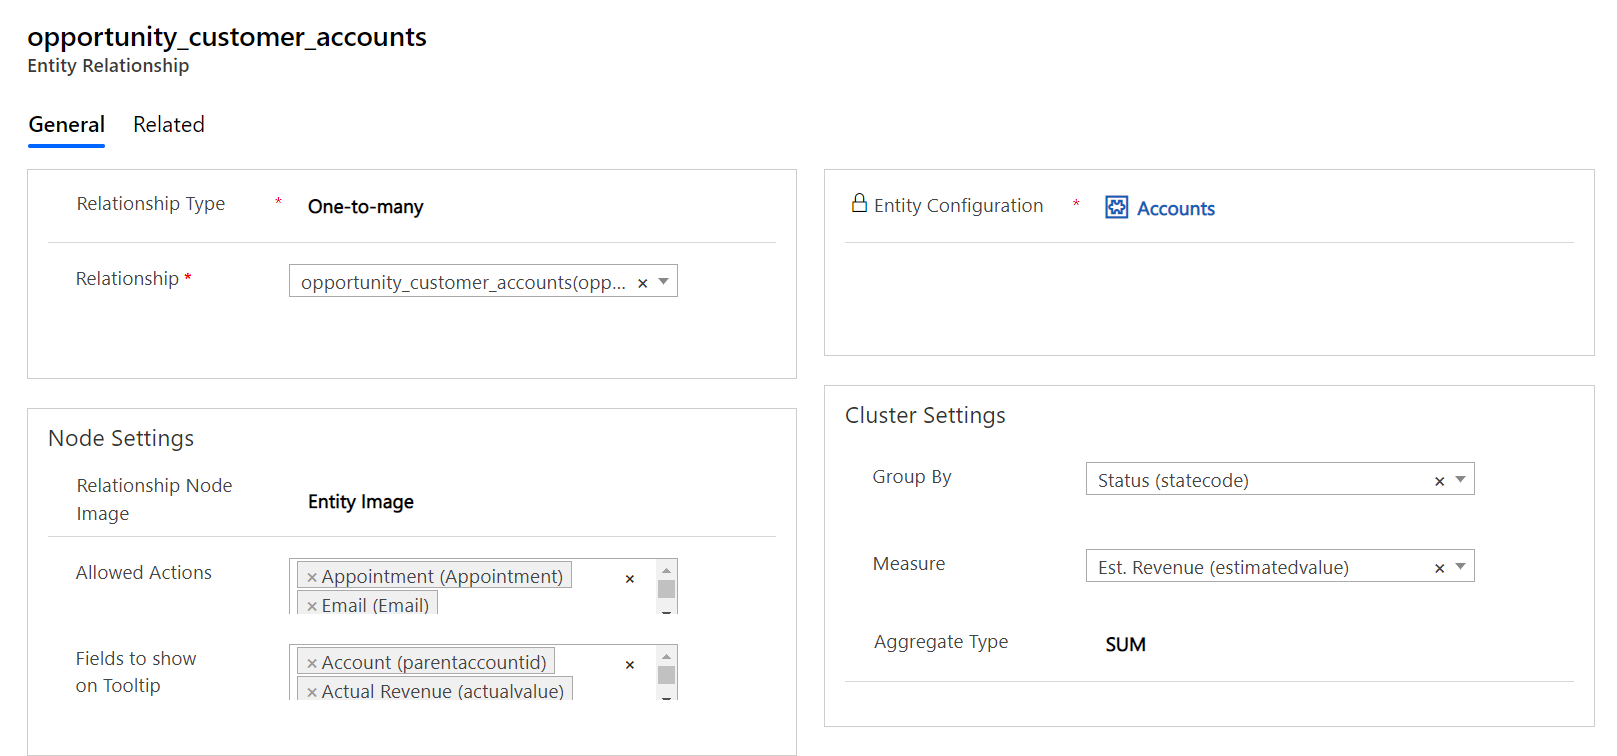 opportunity_customer_accounts
Entity Relationship
General Related
Relationship Type * One-to-many
Relationship * opportunity_customer_accounts(opp... ×
Entity Configuration * Accounts
Node Settings
Relationship Node
Image
Entity Image
Allowed Actions
× Appointment (Appointment) ×
× Email (Email)
Fields to show
on Tooltip
× Account (parentaccountid) ×
× Actual Revenue (actualvalue)
Cluster Settings
Group By Status (statecode) ×
Measure Est. Revenue (estimatedvalue) ×
Aggregate Type SUM